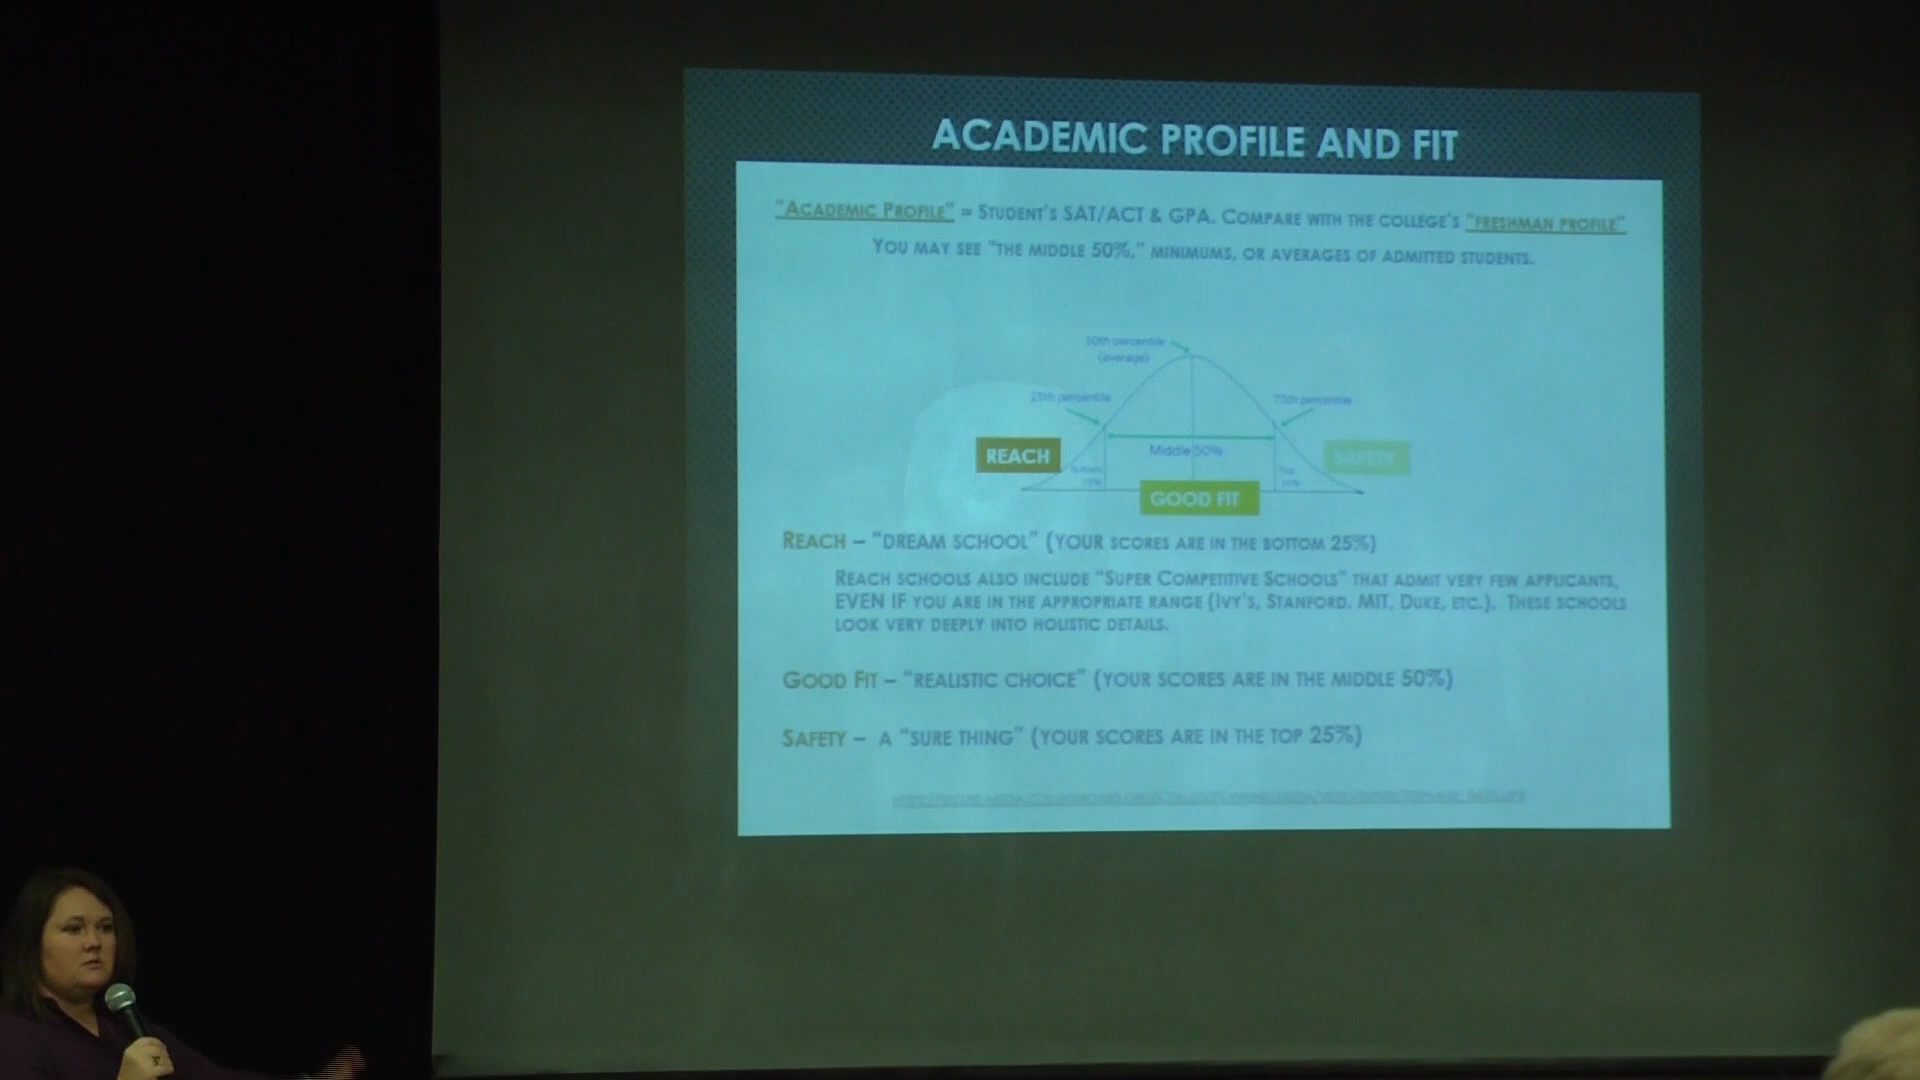 ACADEMIC PROFILE AND FIT
"ACADEMIC PROFILE" = STUDENT'S SAT/ACT & GPA. COMPARE WITH THE COLLEGE'S "FRESHMAN PROFILE"
YOU MAY SEE "THE MIDDLE 50%," MINIMUMS, OR AVERAGES OF ADMITTED STUDENTS.
50th percentile
(average)
25th percentile
75th percentile
REACH
Middle 50%
SAFETY
Bottom
25%
Top
25%
GOOD FIT
REACH – "DREAM SCHOOL" (YOUR SCORES ARE IN THE BOTTOM 25%)
REACH SCHOOLS ALSO INCLUDE "SUPER COMPETITIVE SCHOOLS" THAT ADMIT VERY FEW APPLICANTS,
EVEN IF YOU ARE IN THE APPROPRIATE RANGE (IVY'S, STANFORD, MIT, DUKE, ETC.). THESE SCHOOLS
LOOK VERY DEEPLY INTO HOLISTIC DETAILS.
GOOD FIT – "REALISTIC CHOICE" (YOUR SCORES ARE IN THE MIDDLE 50%)
SAFETY – A "SURE THING" (YOUR SCORES ARE IN THE TOP 25%)